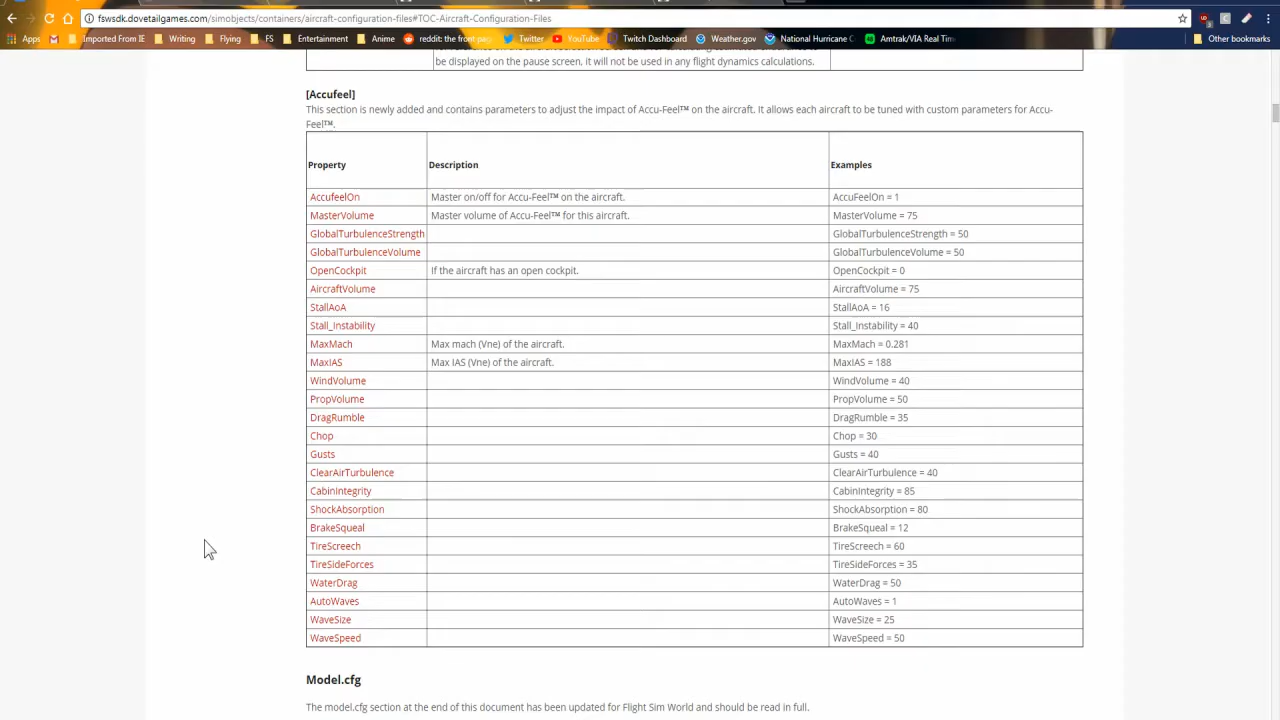 fswsdk.dovetailgames.com/simobjects/containers/aircraft-configuration-files#TOC-Aircraft-Configuration-Files
Apps Imported From IE Writing Flying FS Entertainment Anime reddit: the front pag Twitter YouTube Twitch Dashboard Weather.gov National Hurricane C Amtrak/VIA Real Tim Other bookmarks
to be displayed on the pause screen, it will not be used in any flight dynamics calculations.
[Accufeel]
This section is newly added and contains parameters to adjust the impact of Accu-Feel™ on the aircraft. It allows each aircraft to be tuned with custom parameters for Accu-
Feel™.
Property Description Examples
AccufeelOn Master on/off for Accu-Feel™ on the aircraft. AccuFeelOn = 1
MasterVolume Master volume of Accu-Feel™ for this aircraft. MasterVolume = 75
GlobalTurbulenceStrength GlobalTurbulenceStrength = 50
GlobalTurbulenceVolume GlobalTurbulenceVolume = 50
OpenCockpit If the aircraft has an open cockpit. OpenCockpit = 0
AircraftVolume AircraftVolume = 75
StallAoA StallAoA = 16
Stall_Instability Stall_Instability = 40
MaxMach Max mach (Vne) of the aircraft. MaxMach = 0.281
MaxIAS Max IAS (Vne) of the aircraft. MaxIAS = 188
WindVolume WindVolume = 40
PropVolume PropVolume = 50
DragRumble DragRumble = 35
Chop Chop = 30
Gusts Gusts = 40
ClearAirTurbulence ClearAirTurbulence = 40
CabinIntegrity CabinIntegrity = 85
ShockAbsorption ShockAbsorption = 80
BrakeSqueal BrakeSqueal = 12
TireScreech TireScreech = 60
TireSideForces TireSideForces = 35
WaterDrag WaterDrag = 50
AutoWaves AutoWaves = 1
WaveSize WaveSize = 25
WaveSpeed WaveSpeed = 50
Model.cfg
The model.cfg section at the end of this document has been updated for Flight Sim World and should be read in full.